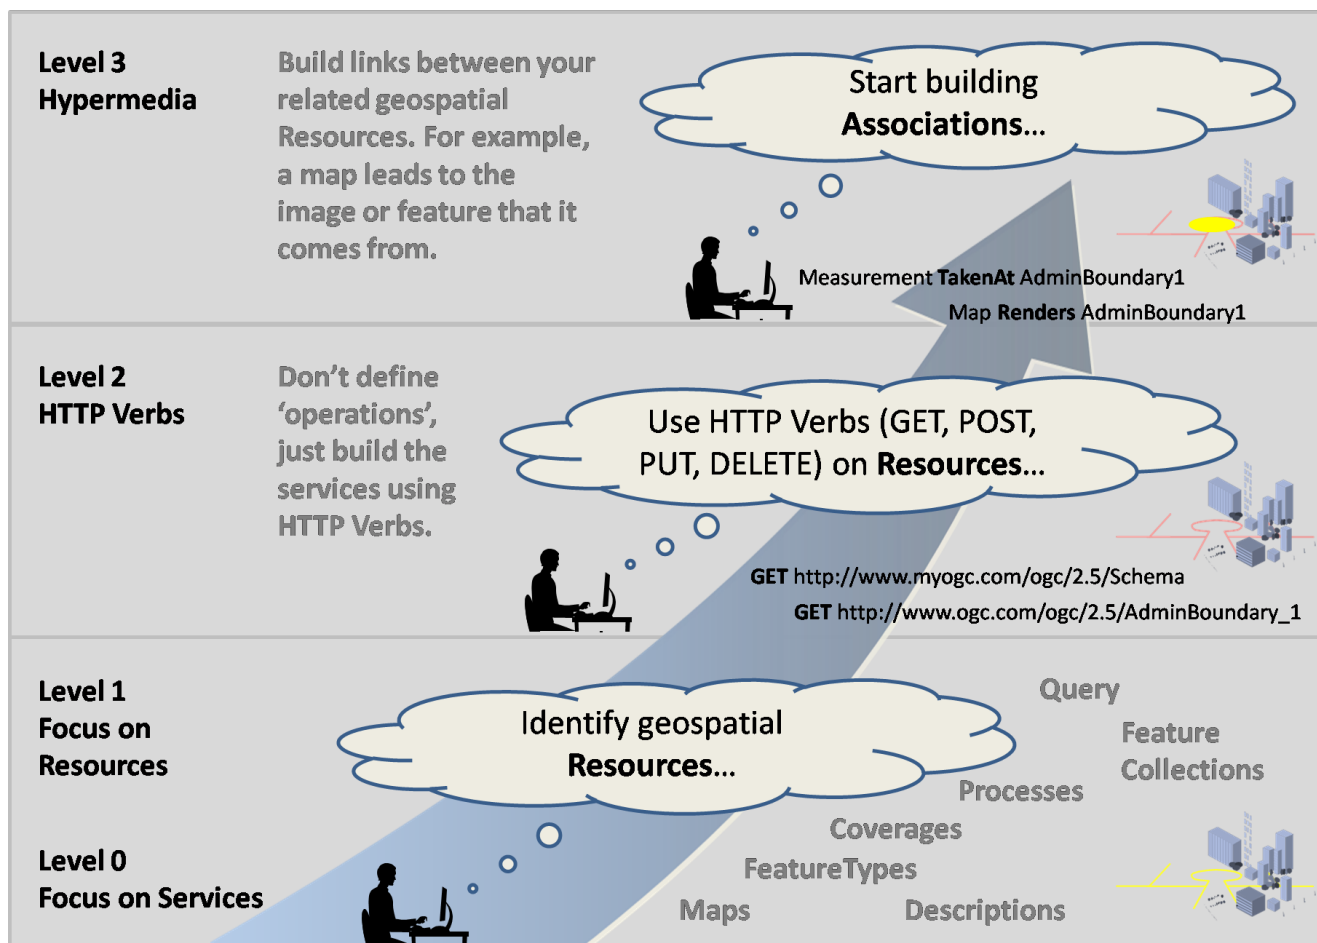 Level 3
Hypermedia
Build links between your
related geospatial
Resources. For example,
a map leads to the
image or feature that it
comes from.
Start building
Associations...
Measurement TakenAt AdminBoundary1
Map Renders AdminBoundary1
Level 2
HTTP Verbs
Don’t define
‘operations’,
just build the
services using
HTTP Verbs.
Use HTTP Verbs (GET, POST,
PUT, DELETE) on Resources...
GET http://www.myogc.com/ogc/2.5/Schema
GET http://www.ogc.com/ogc/2.5/AdminBoundary_1
Level 1
Focus on
Resources
Identify geospatial
Resources...
Query
Feature
Collections
Processes
Coverages
FeatureTypes
Maps
Descriptions
Level 0
Focus on Services